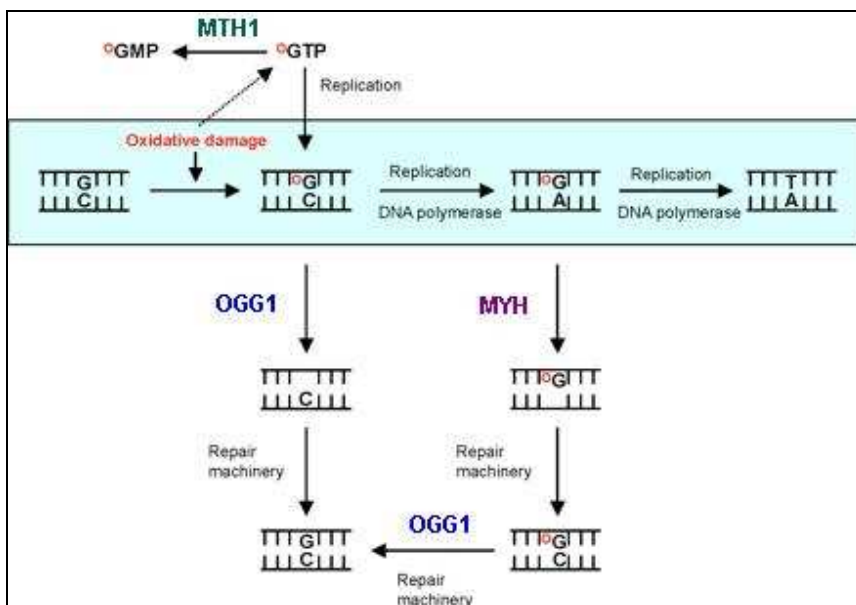 MTH1
°GMP
°GTP
Replication
Oxidative damage
G
C
°G
C
Replication
DNA polymerase
°G
A
Replication
DNA polymerase
T
A
OGG1
MYH
C
°G
Repair
machinery
Repair
machinery
G
C
OGG1
Repair
machinery
°G
C